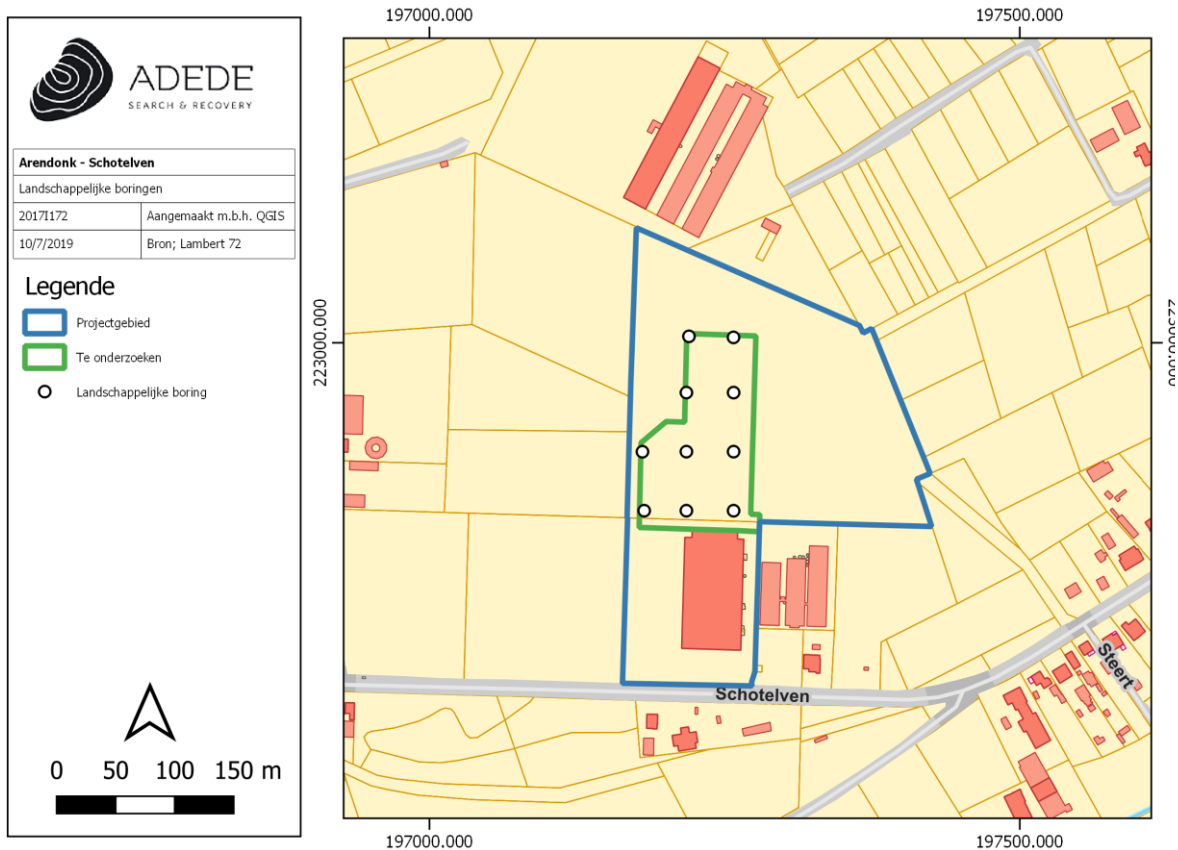 ADEDE
SEARCH & RECOVERY
Arendonk - Schotelven
Landschappelijke boringen
2017I172 Aangemaakt m.b.h. QGIS
10/7/2019 Bron; Lambert 72
Legende
Projectgebied
Te onderzoeken
Landschappelijke boring
0 50 100 150 m
197000.000 197500.000
223000.000 223000.000
Schotelven
Steert
197000.000 197500.000